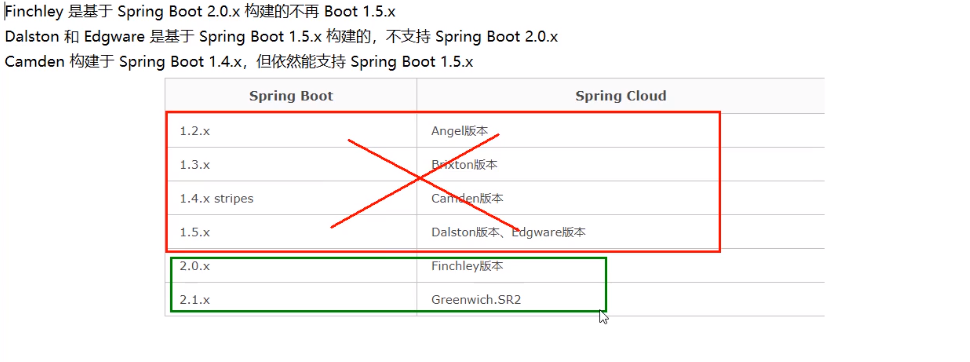 Finchley 是基于 Spring Boot 2.0.x 构建的不再 Boot 1.5.x
Dalston 和 Edgware 是基于 Spring Boot 1.5.x 构建的，不支持 Spring Boot 2.0.x
Camden 构建于 Spring Boot 1.4.x，但依然能支持 Spring Boot 1.5.x
Spring Boot Spring Cloud
1.2.x Angel版本
1.3.x Brixton版本
1.4.x stripes Camden版本
1.5.x Dalston版本、Edgware版本
2.0.x Finchley版本
2.1.x Greenwich.SR2